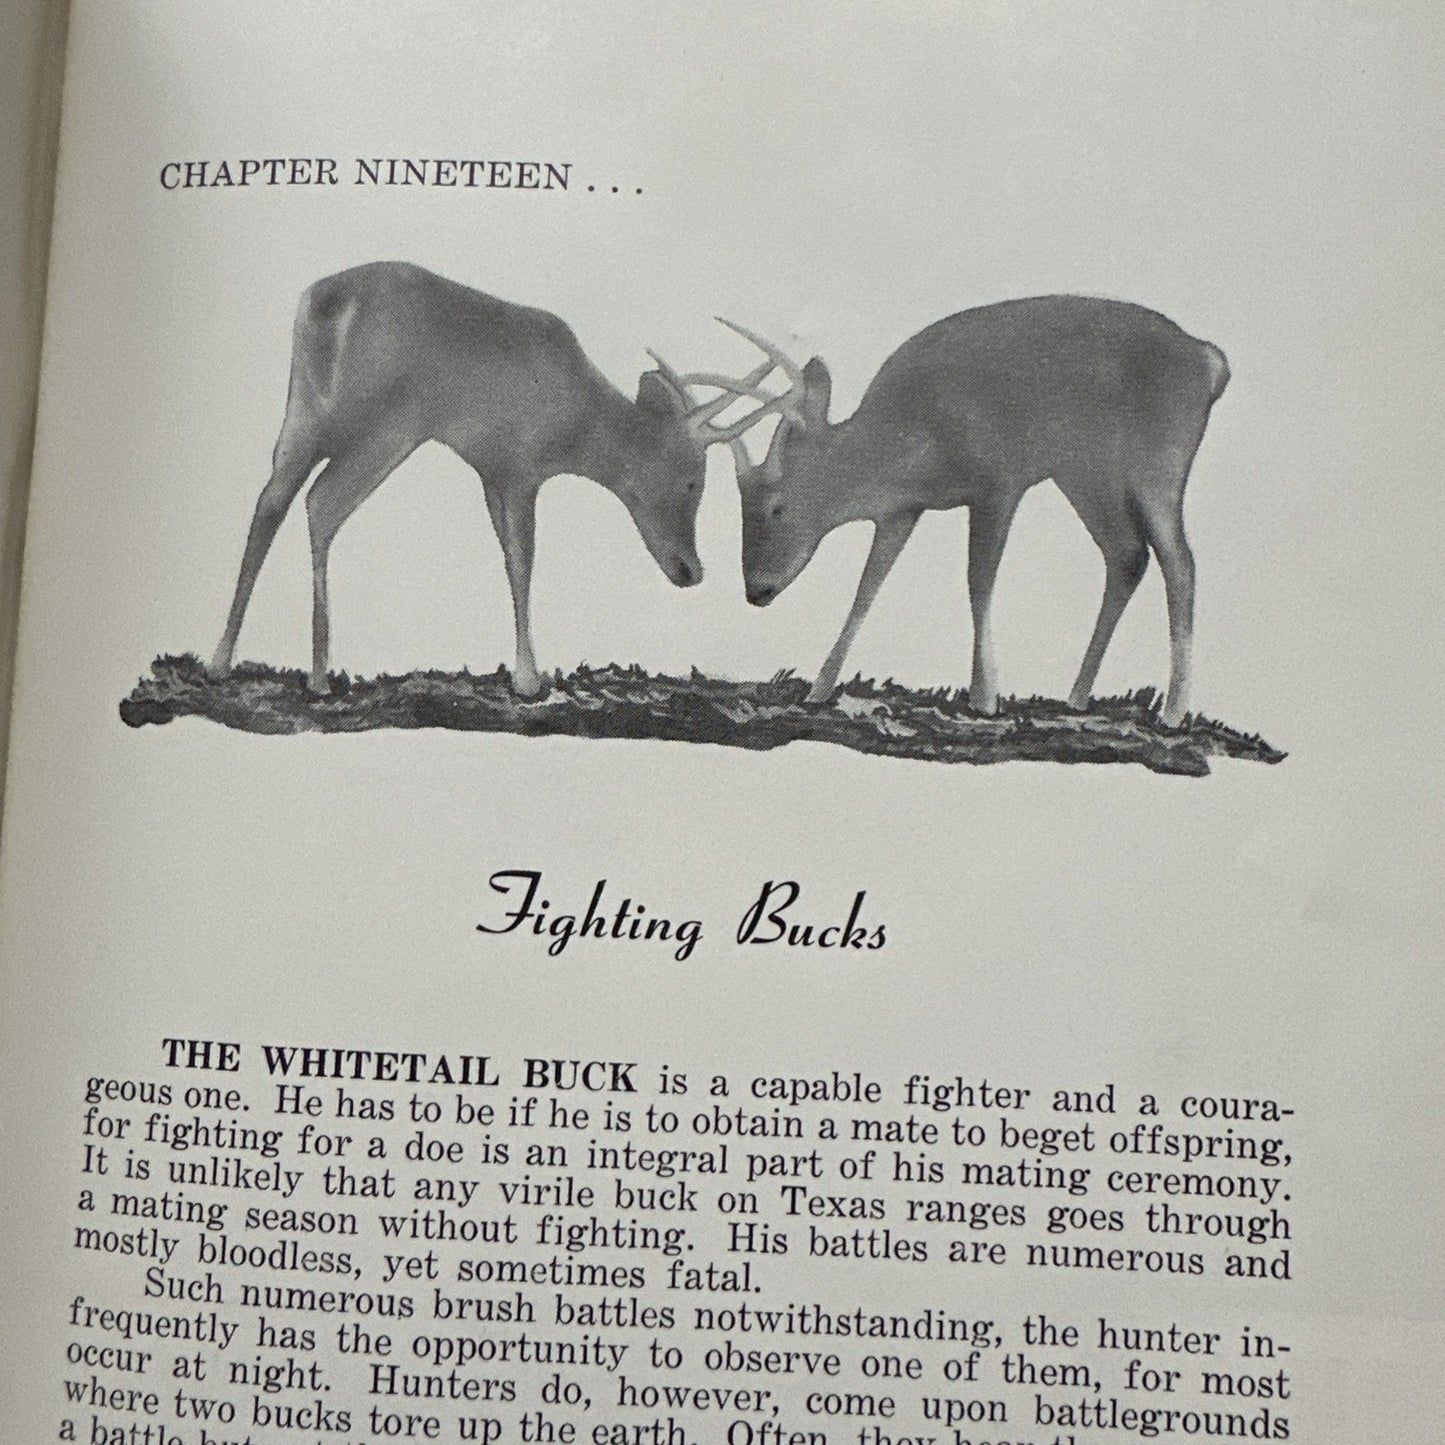 CHAPTER NINETEEN . . .
Fighting Bucks
THE WHITETAIL BUCK is a capable fighter and a coura-
geous one. He has to be if he is to obtain a mate to beget offspring,
for fighting for a doe is an integral part of his mating ceremony.
It is unlikely that any virile buck on Texas ranges goes through
a mating season without fighting. His battles are numerous and
mostly bloodless, yet sometimes fatal.
Such numerous brush battles notwithstanding, the hunter in-
frequently has the opportunity to observe one of them, for most
occur at night. Hunters do, however, come upon battlegrounds
where two bucks tore up the earth. Often, they hear
a battle